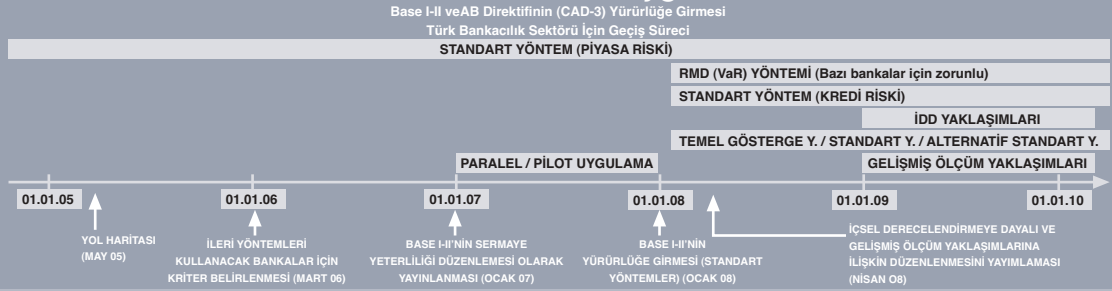 Base I-II veAB Direktifinin (CAD-3) Yürürlüğe Girmesi
Türk Bankacılık Sektörü İçin Geçiş Süreci
STANDART YÖNTEM (PİYASA RİSKİ)
RMD (VaR) YÖNTEMİ (Bazı bankalar için zorunlu)
STANDART YÖNTEM (KREDİ RİSKİ)
İDD YAKLAŞIMLARI
TEMEL GÖSTERGE Y. / STANDART Y. / ALTERNATİF STANDART Y.
PARALEL / PİLOT UYGULAMA
GELİŞMİŞ ÖLÇÜM YAKLAŞIMLARI
01.01.05
01.01.06
01.01.07
01.01.08
01.01.09
01.01.10
YOL HARİTASI
(MAY 05)
İLERİ YÖNTEMLERİ
KULLANACAK BANKALAR İÇİN
KRİTER BELİRLENMESİ (MART 06)
BASE I-II'NİN SERMAYE
YETERLİLİĞİ DÜZENLEMESİ OLARAK
YAYINLANMASI (OCAK 07)
BASE I-II'NİN
YÜRÜRLÜĞE GİRMESİ (STANDART
YÖNTEMLER) (OCAK 08)
İÇSEL DERECELENDİRMEYE DAYALI VE
GELİŞMİŞ ÖLÇÜM YAKLAŞIMLARINA
İLİŞKİN DÜZENLENMESİNİ YAYIMLAMASI
(NİSAN O8)